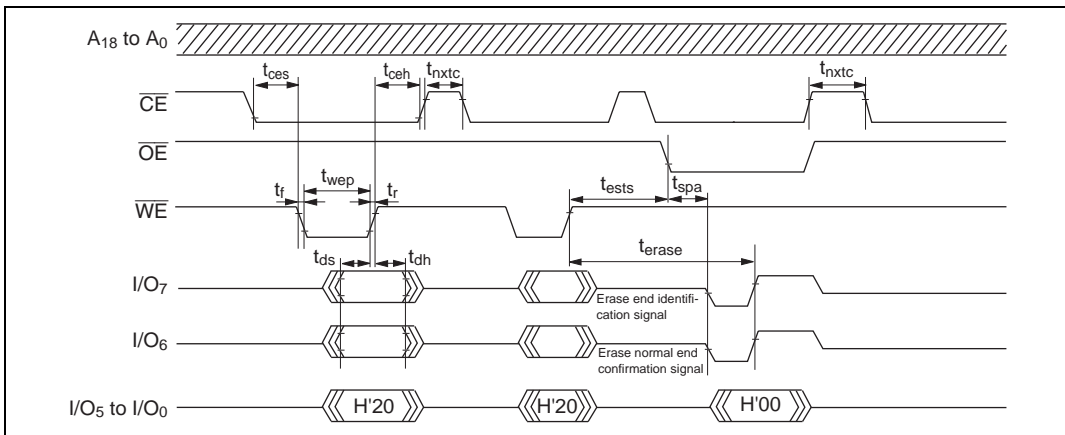 A18 to A0
tces
tceh
tnxtc
tnxtc
CE
OE
tf
twep
tr
tests
tspa
WE
terase
tds
tdh
I/O7
Erase end identifi-
cation signal
I/O6
Erase normal end
confirmation signal
I/O5 to I/O0
H'20
H'20
H'00